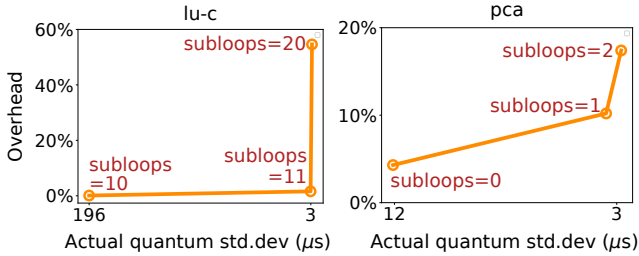 lu-c
60%
40%
20%
0%
Overhead
subloops=20
subloops
=10
subloops
=11
196
3
Actual quantum std.dev (μs)
pca
20%
10%
0%
subloops=2
subloops=1
subloops=0
12
3
Actual quantum std.dev (μs)